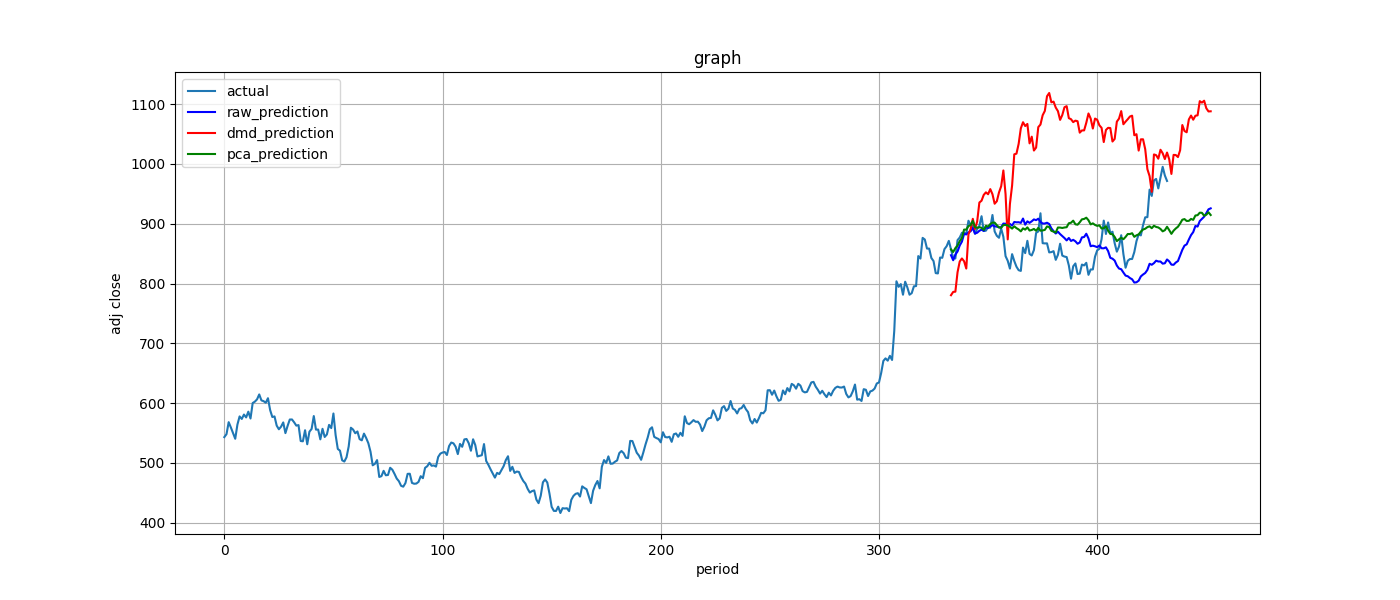 graph
actual
raw_prediction
dmd_prediction
pca_prediction
1100
1000
900
800
700
600
500
400
adj close
0 100 200 300 400
period